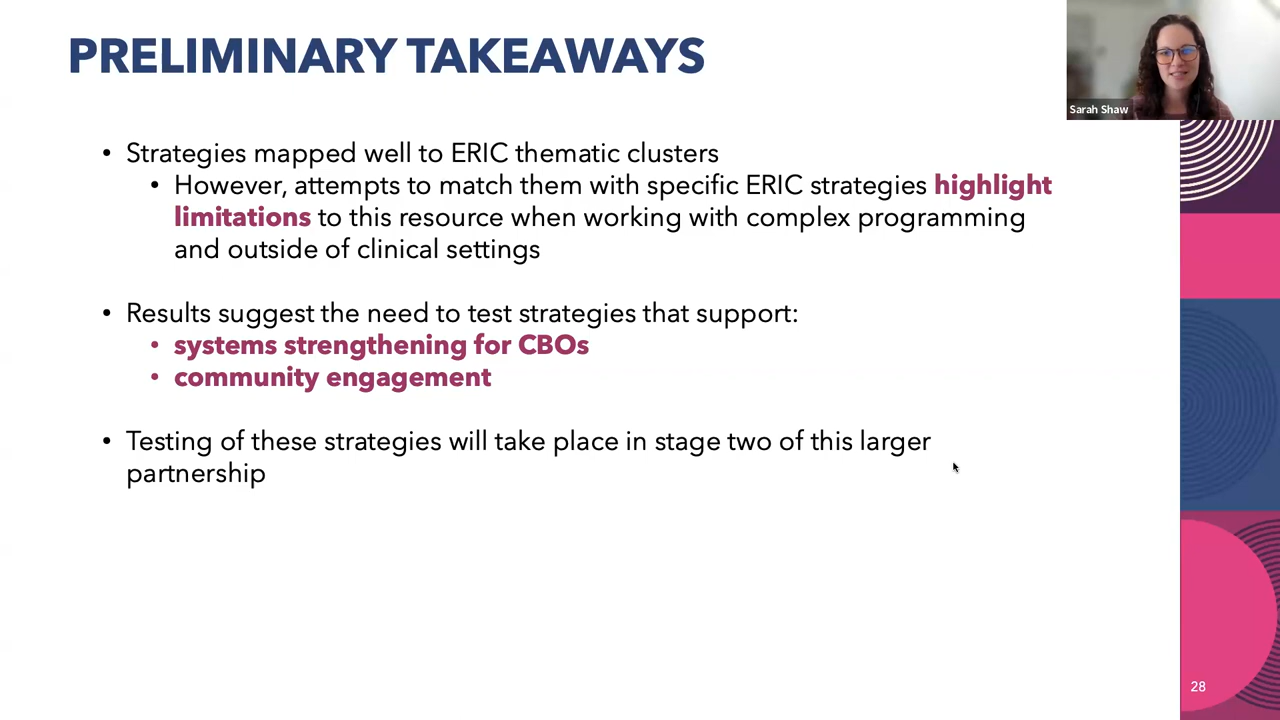 PRELIMINARY TAKEAWAYS
Sarah Shaw
• Strategies mapped well to ERIC thematic clusters
• However, attempts to match them with specific ERIC strategies highlight
limitations to this resource when working with complex programming
and outside of clinical settings
• Results suggest the need to test strategies that support:
• systems strengthening for CBOs
• community engagement
• Testing of these strategies will take place in stage two of this larger
partnership
28